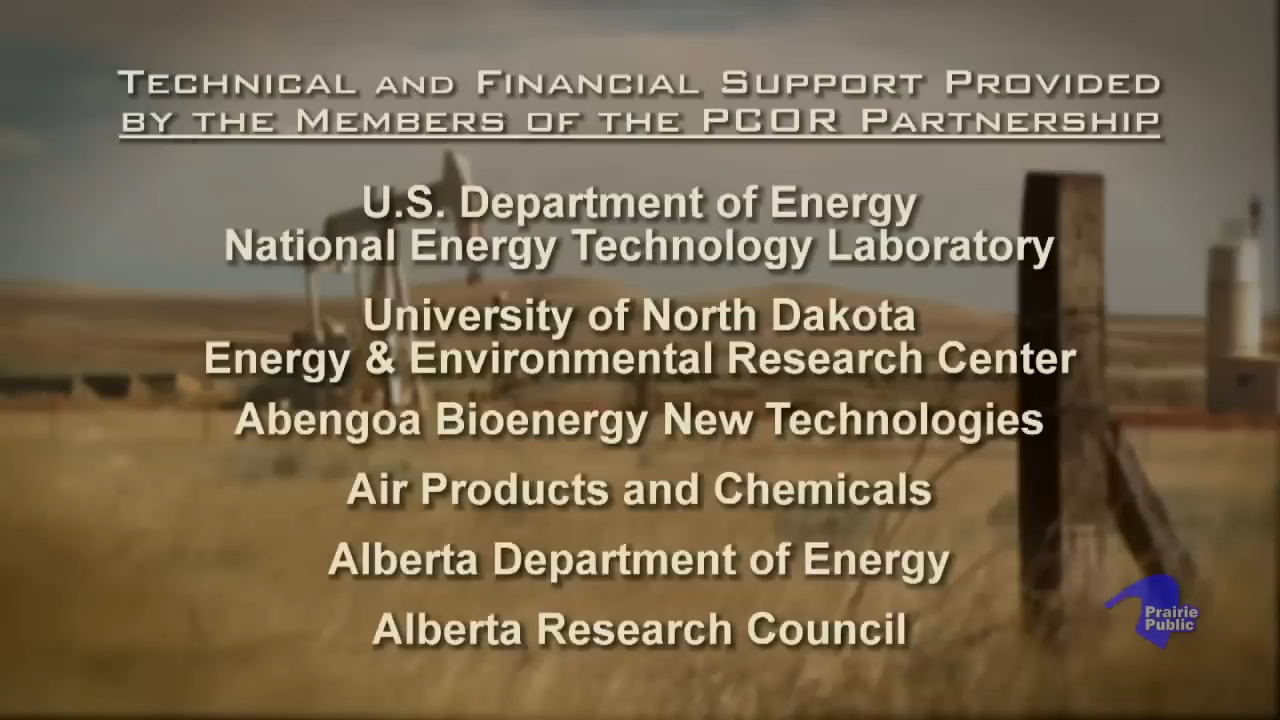 Technical and Financial Support Provided
by the Members of the PCOR Partnership
U.S. Department of Energy
National Energy Technology Laboratory
University of North Dakota
Energy & Environmental Research Center
Abengoa Bioenergy New Technologies
Air Products and Chemicals
Alberta Department of Energy
Alberta Research Council
Prairie
Public